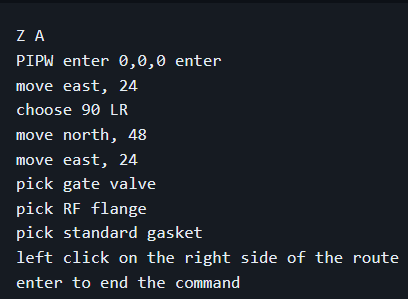 Z A
PIPW enter 0,0,0 enter
move east, 24
choose 90 LR
move north, 48
move east, 24
pick gate valve
pick RF flange
pick standard gasket
left click on the right side of the route
enter to end the command